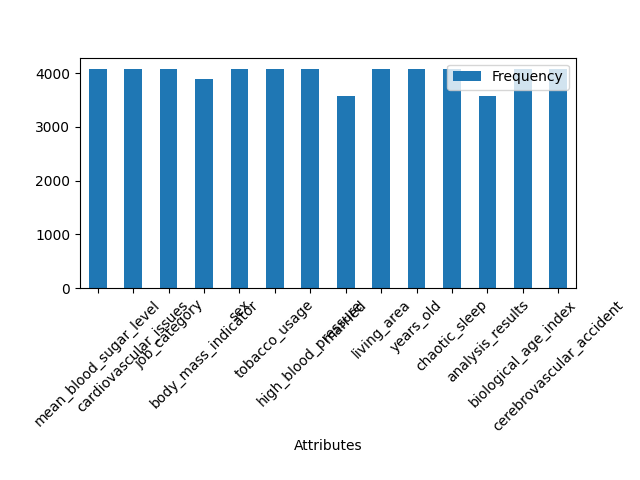 Frequency
4000
3000
2000
1000
0
mean_blood_sugar_level
cardiovascular_issues
job_category
body_mass_indicator
sex
tobacco_usage
high_blood_pressure
married
living_area
years_old
chaotic_sleep
analysis_results
biological_age_index
cerebrovascular_accident
Attributes